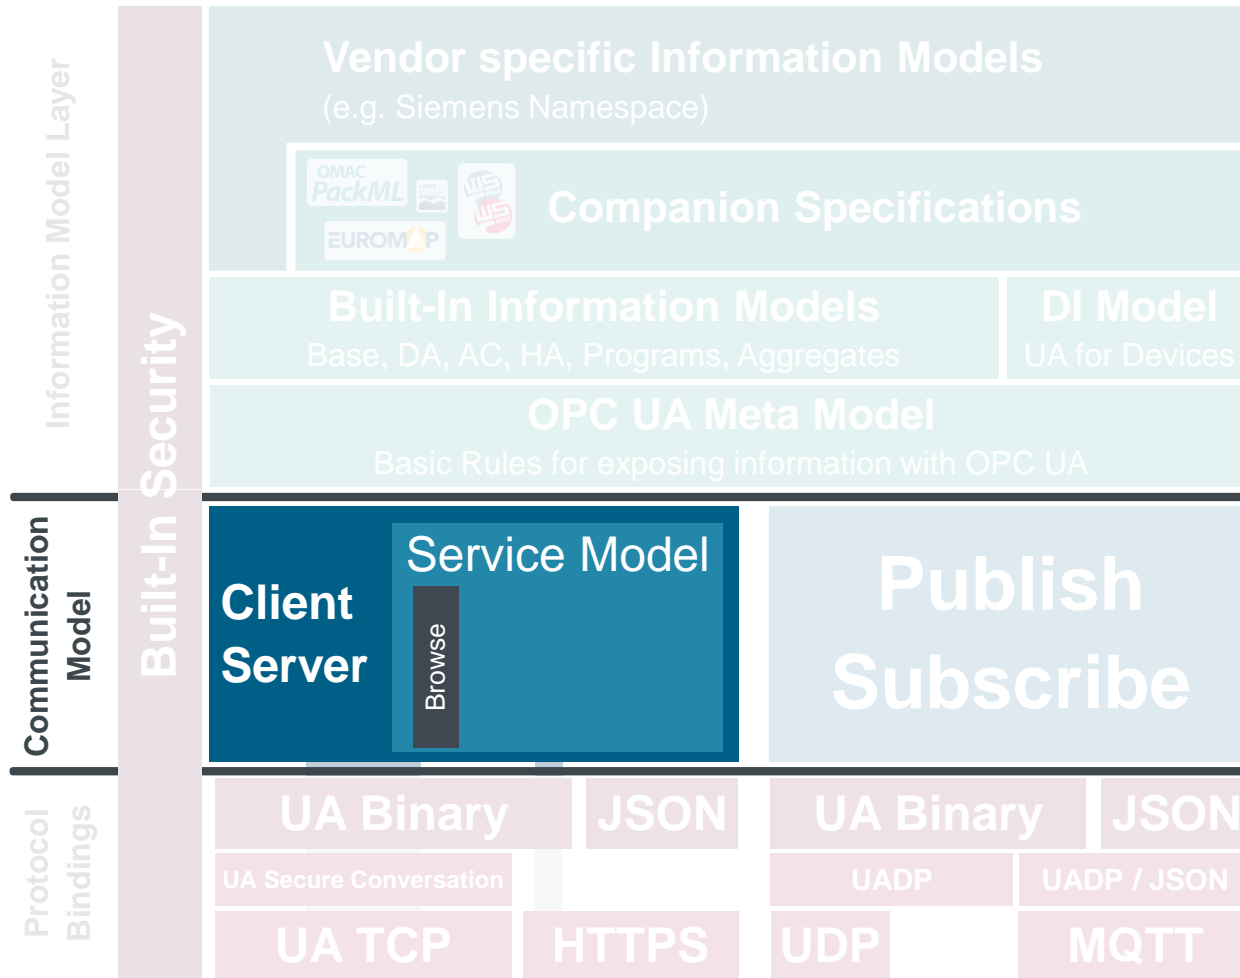 Information Model Layer
Built-In Security
Vendor specific Information Models
(e.g. Siemens Namespace)
OMAC
PackML
EUROMAP
Companion Specifications
Built-In Information Models
Base, DA, AC, HA, Programs, Aggregates
DI Model
UA for Devices
OPC UA Meta Model
Basic Rules for exposing information with OPC UA
Communication
Model
Client
Server
Service Model
Browse
Publish
Subscribe
Protocol
Bindings
UA Binary
JSON
UA Binary
JSON
UA Secure Conversation
UADP
UADP / JSON
UA TCP
HTTPS
UDP
MQTT